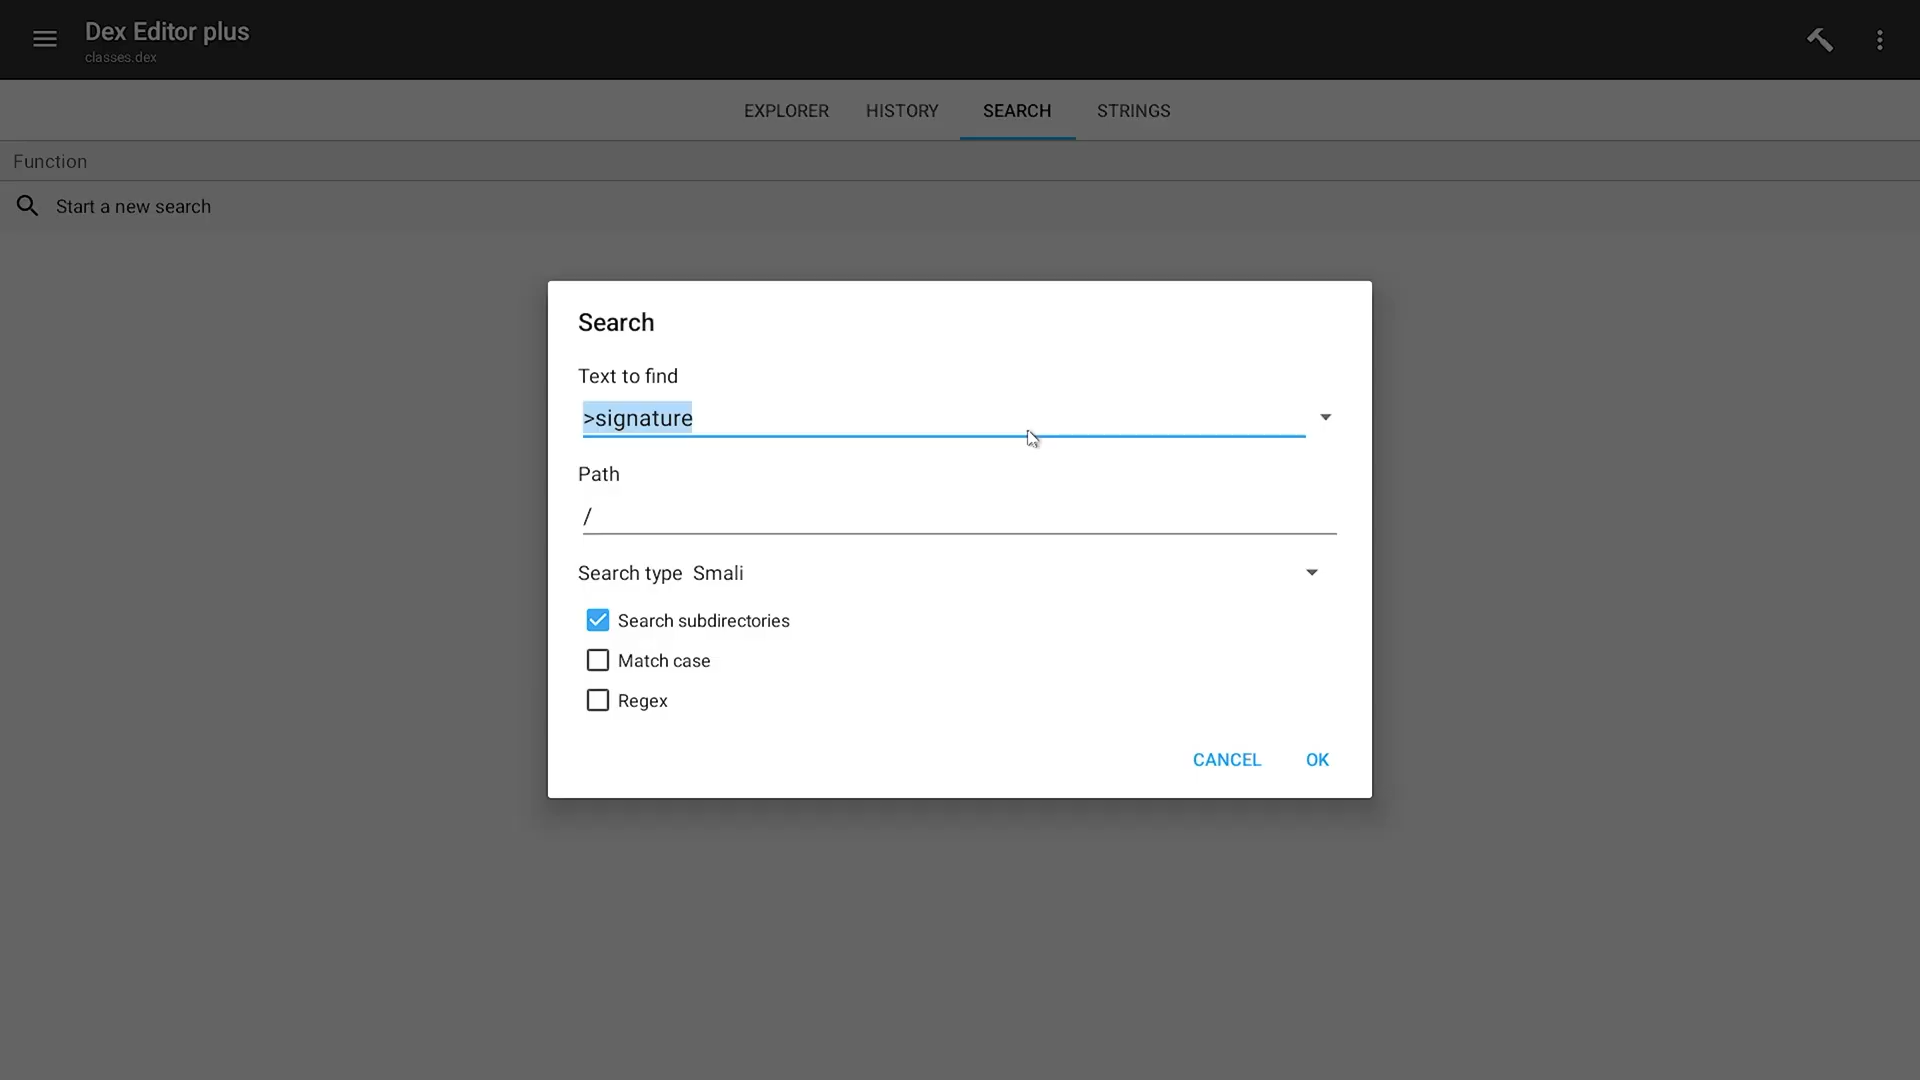 Dex Editor plus
classes.dex
EXPLORER HISTORY SEARCH STRINGS
Function
Start a new search
Search
Text to find
>signature
Path
/
Search type Smali
Search subdirectories
Match case
Regex
CANCEL OK